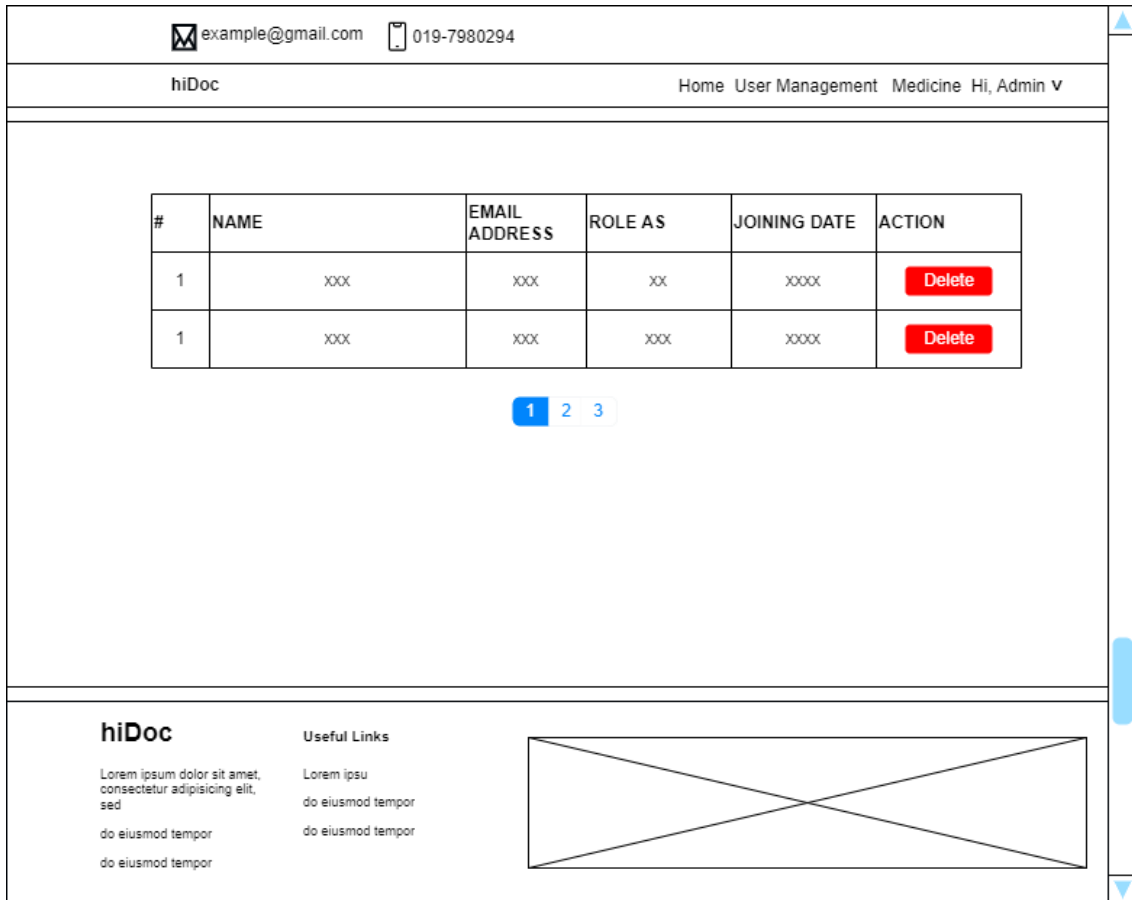 example@gmail.com 019-7980294
hiDoc Home User Management Medicine Hi, Admin v
# NAME EMAIL ADDRESS ROLE AS JOINING DATE ACTION
1 xxx xxx xx xxxx Delete
1 xxx xxx xxx xxxx Delete
1 2 3
hiDoc
Lorem ipsum dolor sit amet,
consectetur adipisicing elit,
sed
do eiusmod tempor
do eiusmod tempor
Useful Links
Lorem ipsu
do eiusmod tempor
do eiusmod tempor